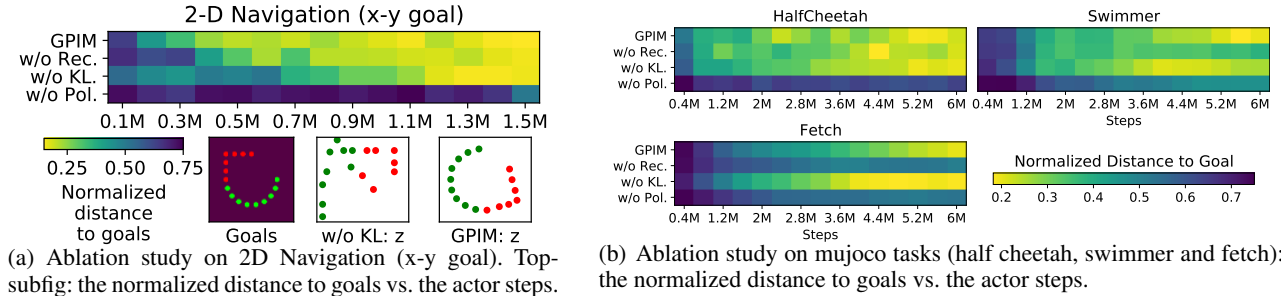 2-D Navigation (x-y goal)
GPIM
w/o Rec.
w/o KL.
w/o Pol.
0.1M 0.3M 0.5M 0.7M 0.9M 1.1M 1.3M 1.5M
0.25 0.50 0.75
Normalized
distance
to goals
Goals
w/o KL: z
GPIM: z
(a) Ablation study on 2D Navigation (x-y goal). Top-
subfig: the normalized distance to goals vs. the actor steps.
HalfCheetah
GPIM
w/o Rec.
w/o KL.
w/o Pol.
0.4M 1.2M 2M 2.8M 3.6M 4.4M 5.2M 6M
Swimmer
0.4M 1.2M 2M 2.8M 3.6M 4.4M 5.2M 6M
Steps
Fetch
GPIM
w/o Rec.
w/o KL.
w/o Pol.
0.4M 1.2M 2M 2.8M 3.6M 4.4M 5.2M 6M
Steps
Normalized Distance to Goal
0.2 0.3 0.4 0.5 0.6 0.7
(b) Ablation study on mujoco tasks (half cheetah, swimmer and fetch):
the normalized distance to goals vs. the actor steps.